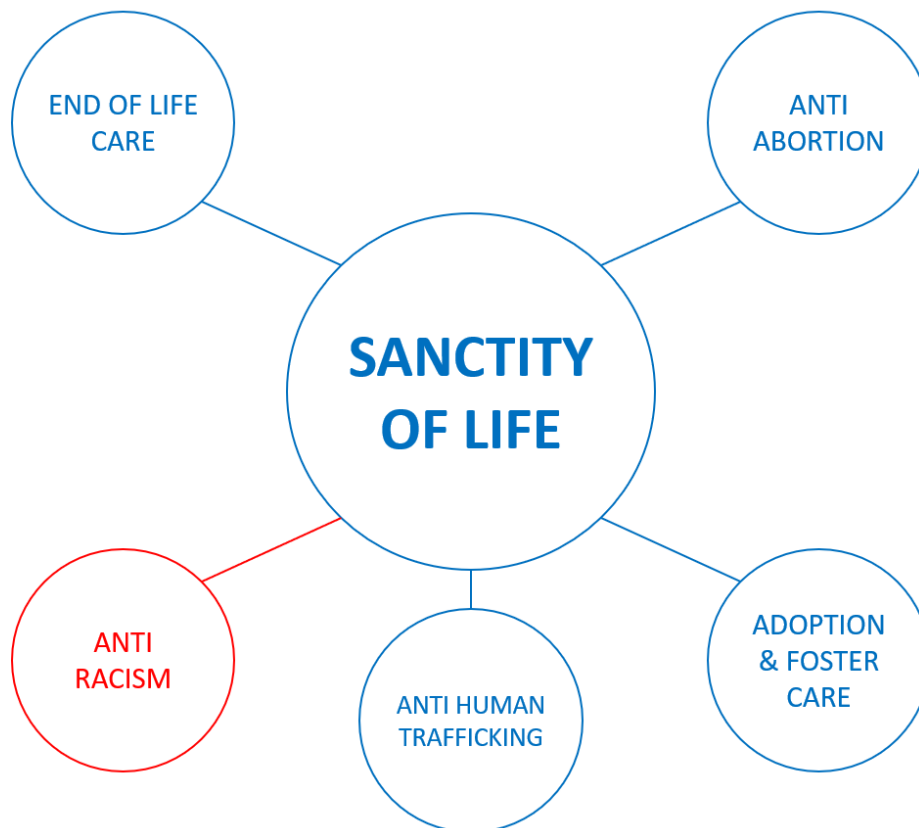 END OF LIFE
CARE
ANTI
ABORTION
SANCTITY
OF LIFE
ANTI
RACISM
ANTI HUMAN
TRAFFICKING
ADOPTION
& FOSTER
CARE